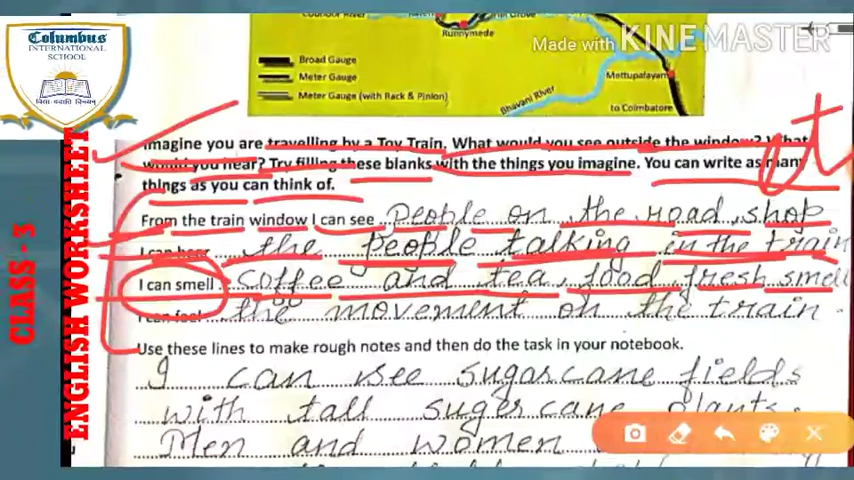 Columbus
INTERNATIONAL
SCHOOL
Runnymede
Made with KINEMASTER
Broad Gauge
Meter Gauge
Meter Gauge (with Rack & Pinion)
Bhavani River
Mettupalayam
to Coimbatore
Imagine you are travelling by a Toy Train. What would you see outside the window? What
would you hear? Try filling these blanks with the things you imagine. You can write as many
things as you can think of.
From the train window I can see People on the road, shop
I can hear the people talking in the train
I can smell coffee and tea, food fresh smell
I can feel the movement on the train.
Use these lines to make rough notes and then do the task in your notebook.
I can see sugarcane fields
with tall sugercane plants.
Men and women
CLASS - 3
ENGLISH WORKSHEET